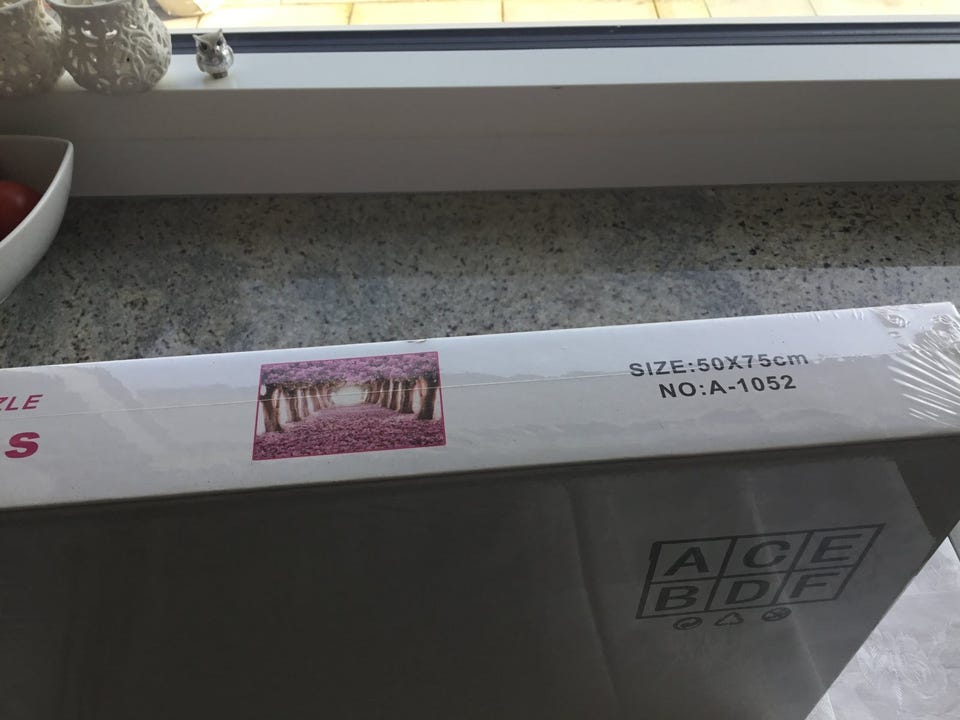 ZLE
S
SIZE:50X75cm
NO:A-1052
A C E
B D F